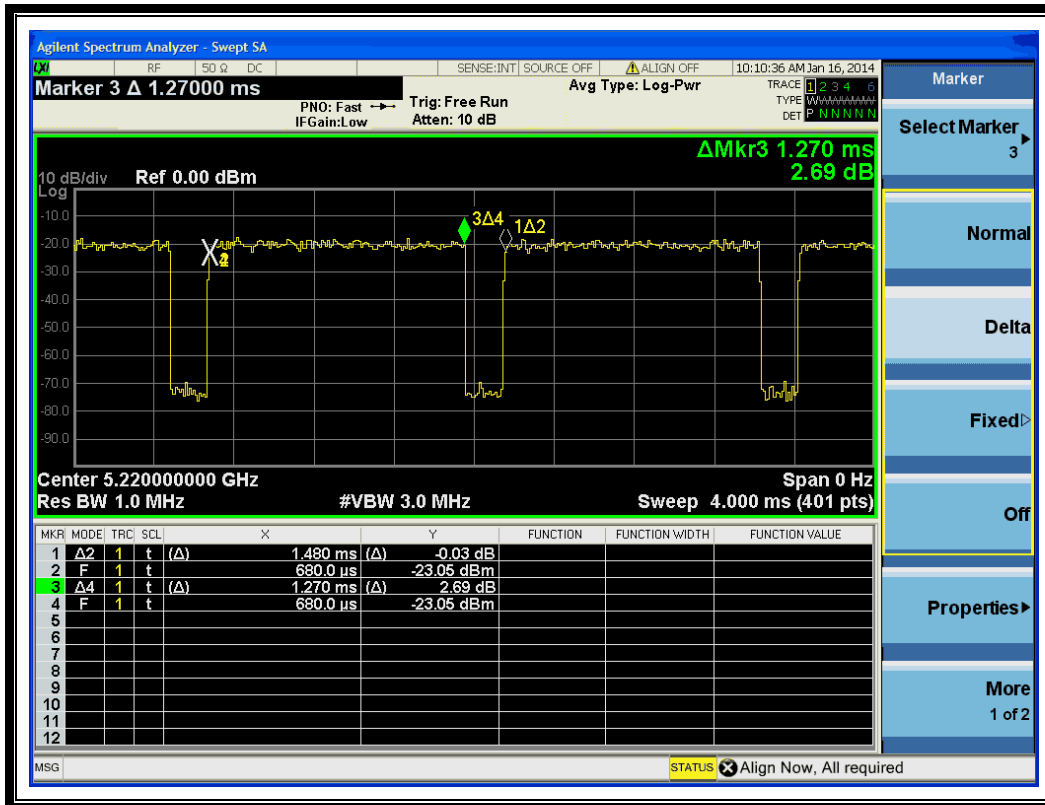 Agilent Spectrum Analyzer - Swept SA
LXI RF 50 Ω DC SENSE:INT SOURCE OFF ALIGN OFF 10:10:36 AM Jan 16, 2014
Marker 3 Δ 1.27000 ms
PNO: Fast
IFGain:Low
Trig: Free Run
Atten: 10 dB
Avg Type: Log-Pwr
TRACE 1 2 3 4 6
TYPE W
DET P N N N N N
ΔMkr3 1.270 ms
2.69 dB
10 dB/div Ref 0.00 dBm
Log
-10.0
-20.0
-30.0
-40.0
-50.0
-60.0
-70.0
-80.0
-90.0
3Δ4
1Δ2
Center 5.220000000 GHz Span 0 Hz
Res BW 1.0 MHz #VBW 3.0 MHz Sweep 4.000 ms (401 pts)
MKR MODE TRC SCL X Y FUNCTION FUNCTION WIDTH FUNCTION VALUE
1 Δ2 1 t (Δ) 1.480 ms (Δ) -0.03 dB
2 F 1 t 680.0 µs -23.05 dBm
3 Δ4 1 t (Δ) 1.270 ms (Δ) 2.69 dB
4 F 1 t 680.0 µs -23.05 dBm
5
6
7
8
9
10
11
12
MSG STATUS Align Now, All required
Marker
Select Marker
3
Normal
Delta
Fixed
Off
Properties
More
1 of 2